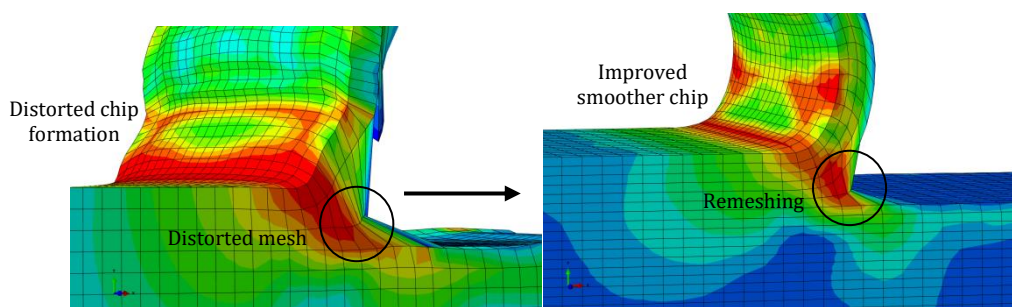 Distorted chip
formation
Distorted mesh
Improved
smoother chip
Remeshing